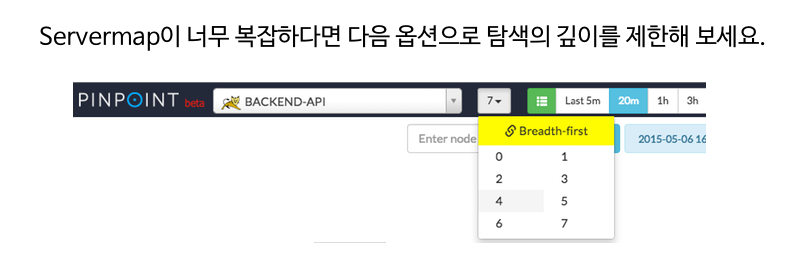 Servermap이 너무 복잡하다면 다음 옵션으로 탐색의 깊이를 제한해 보세요.
PINPOINT beta BACKEND-API 7 Last 5m 20m 1h 3h
Enter node 2015-05-06 16
Breadth-first
0 1
2 3
4 5
6 7